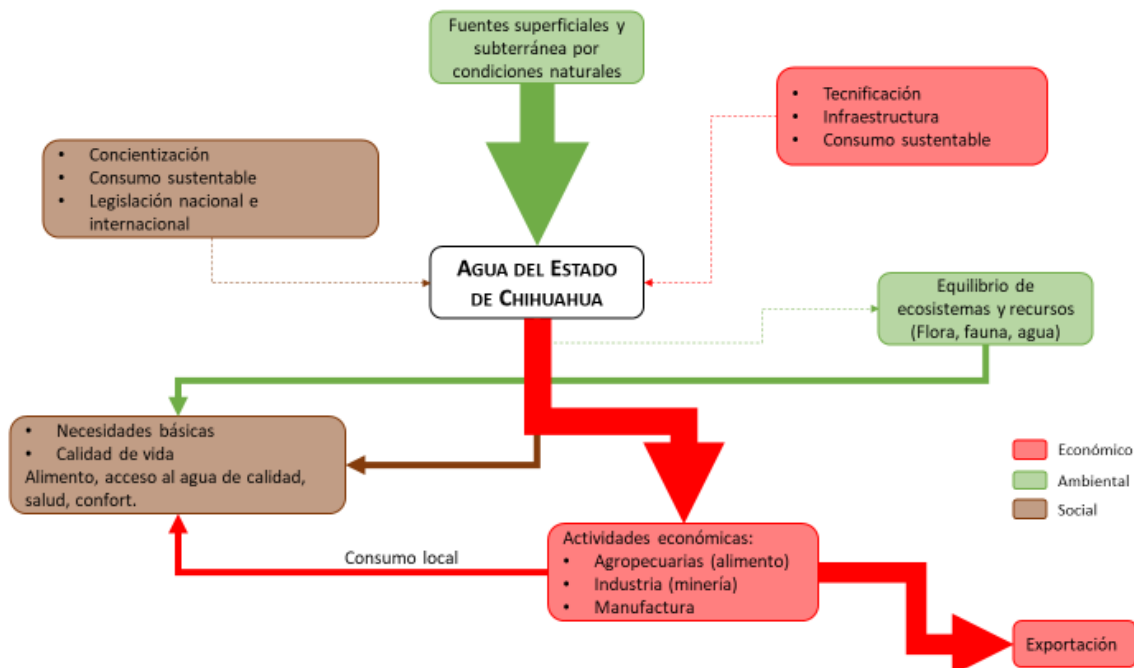 Fuentes superficiales y
subterránea por
condiciones naturales
• Tecnificación
• Infraestructura
• Consumo sustentable
• Concientización
• Consumo sustentable
• Legislación nacional e
internacional
AGUA DEL ESTADO
DE CHIHUAHUA
Equilibrio de
ecosistemas y recursos
(Flora, fauna, agua)
• Necesidades básicas
• Calidad de vida
Alimento, acceso al agua de calidad,
salud, confort.
Económico
Ambiental
Social
Consumo local
Actividades económicas:
• Agropecuarias (alimento)
• Industria (minería)
• Manufactura
Exportación